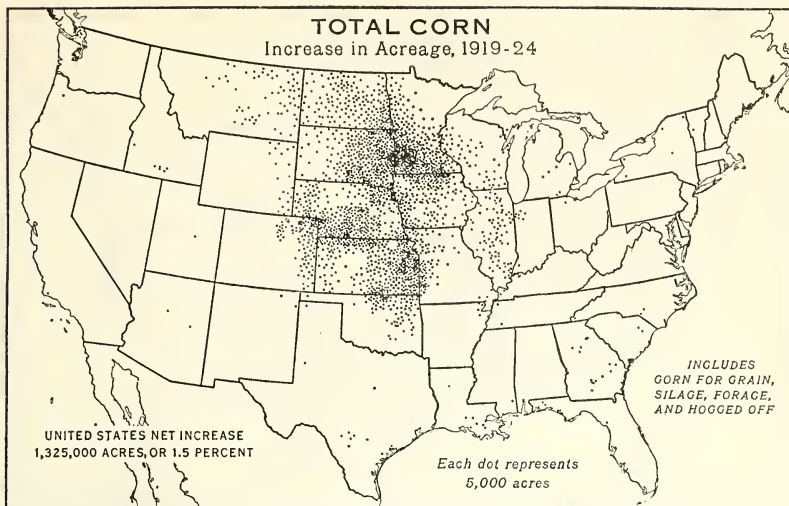 TOTAL CORN
Increase in Acreage, 1919-24
INCLUDES
CORN FOR GRAIN,
SILAGE, FORAGE,
AND HOGGED OFF
UNITED STATES NET INCREASE
1,325,000 ACRES, OR 1.5 PERCENT
Each dot represents
5,000 acres